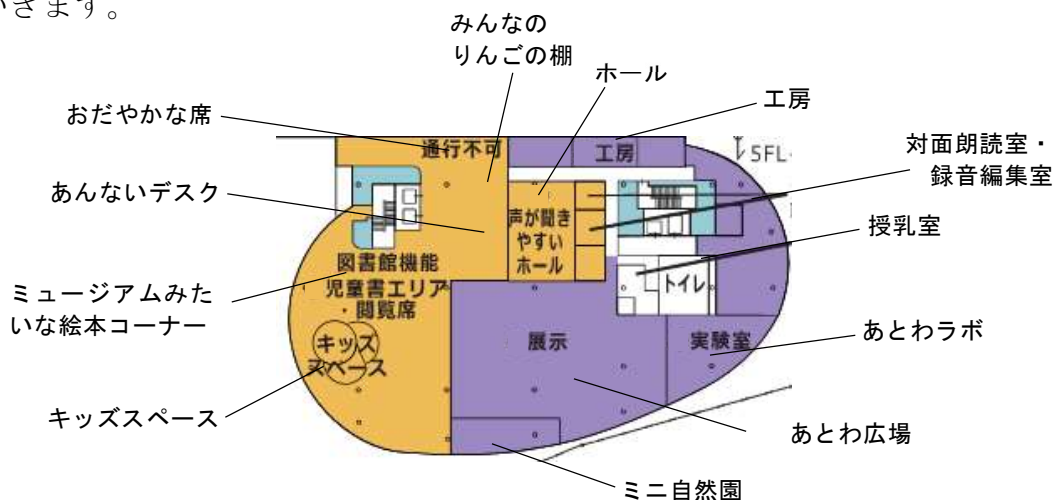 いきます。
みんなの
りんごの棚
ホール
工房
おだやかな席
対面朗読室・
録音編集室
あんないデスク
授乳室
ミュージアムみた
いな絵本コーナー
あとわラボ
キッズスペース
あとわ広場
ミニ自然園
通行不可
工房
5FL
声が聞き
やすい
ホール
図書館機能
児童書エリア
・閲覧席
トイレ
キッズ
スペース
展示
実験室